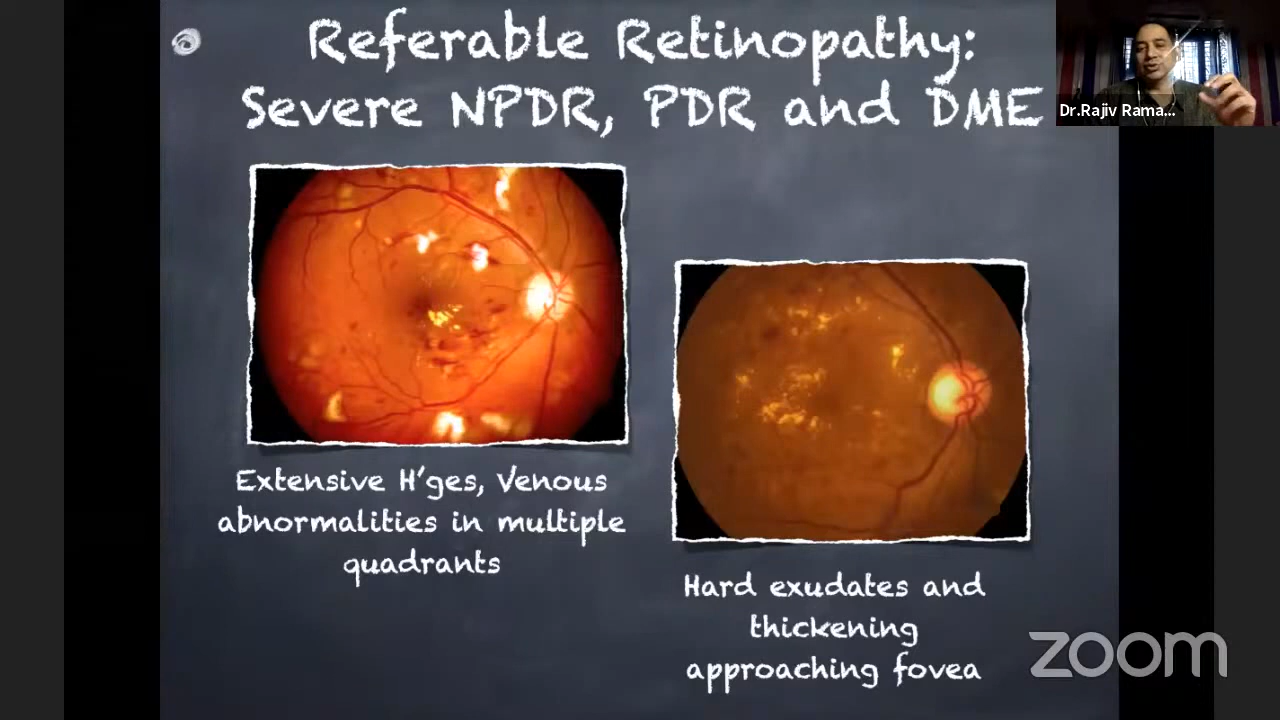 Referable Retinopathy:
Severe NPDR, PDR and DME
Dr.Rajiv Rama...
Extensive H'ges, Venous
abnormalities in multiple
quadrants
Hard exudates and
thickening
approaching fovea
zoom